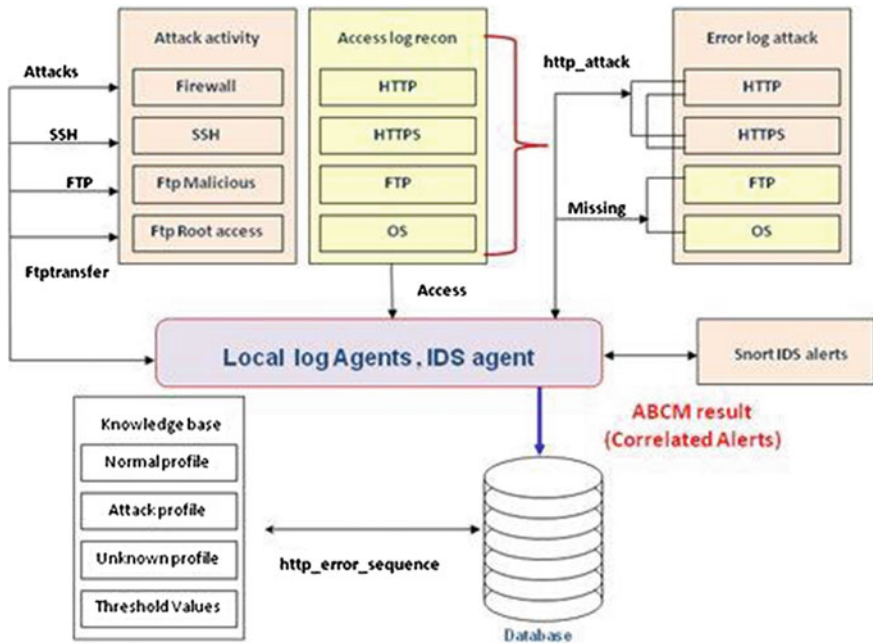 Attack activity
Firewall
SSH
Ftp Malicious
Ftp Root access
Access log recon
HTTP
HTTPS
FTP
OS
Error log attack
HTTP
HTTPS
FTP
OS
Attacks
SSH
FTP
Ftptransfer
http_attack
Missing
Access
Local log Agents, IDS agent
Snort IDS alerts
ABCM result
(Correlated Alerts)
Knowledge base
Normal profile
Attack profile
Unknown profile
Threshold Values
http_error_sequence
Database